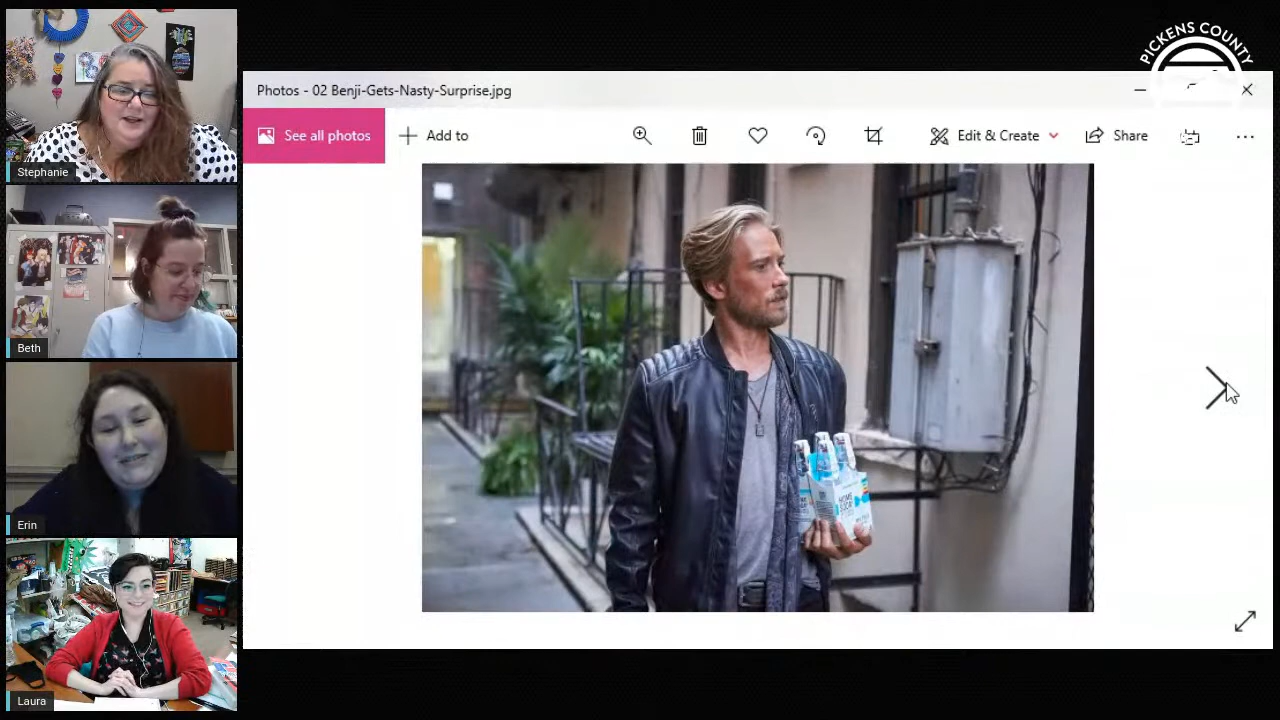 PICKENS COUNTY
Photos - 02 Benji-Gets-Nasty-Surprise.jpg
See all photos
Add to
Edit & Create
Share
Stephanie
Beth
Erin
Laura